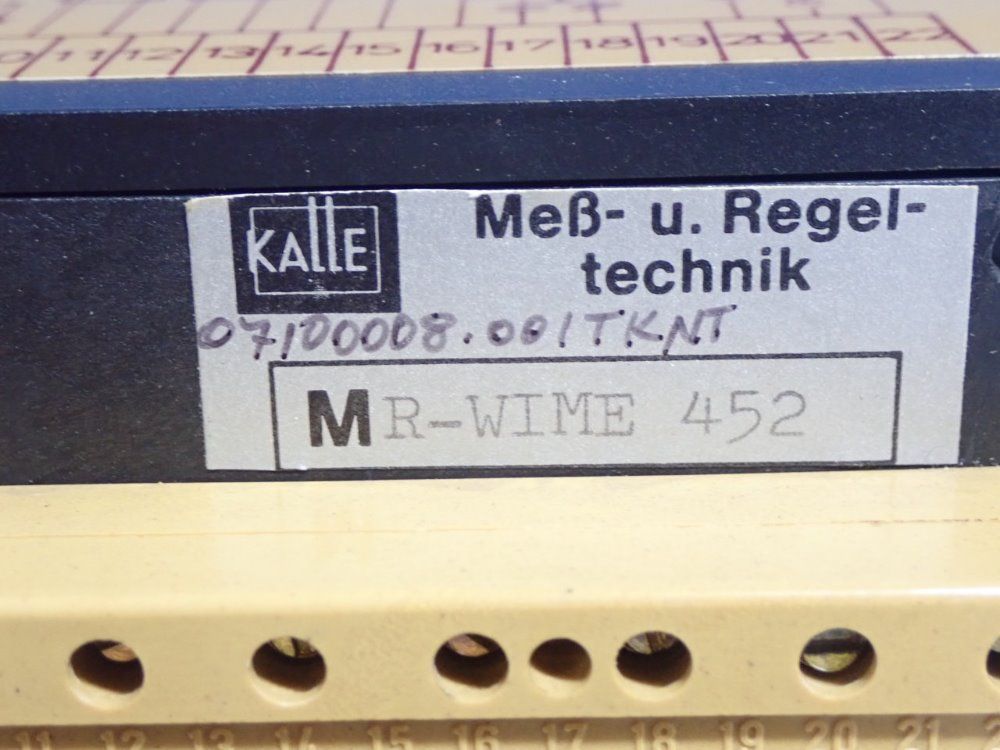 11 12 13 14 15 16 17 18 19 20 21 22
KALLE
Meß- u. Regel-
technik
07100008.001TKNT
MR-WIME 452
11 12 13 14 15 16 17 18 19 20 21